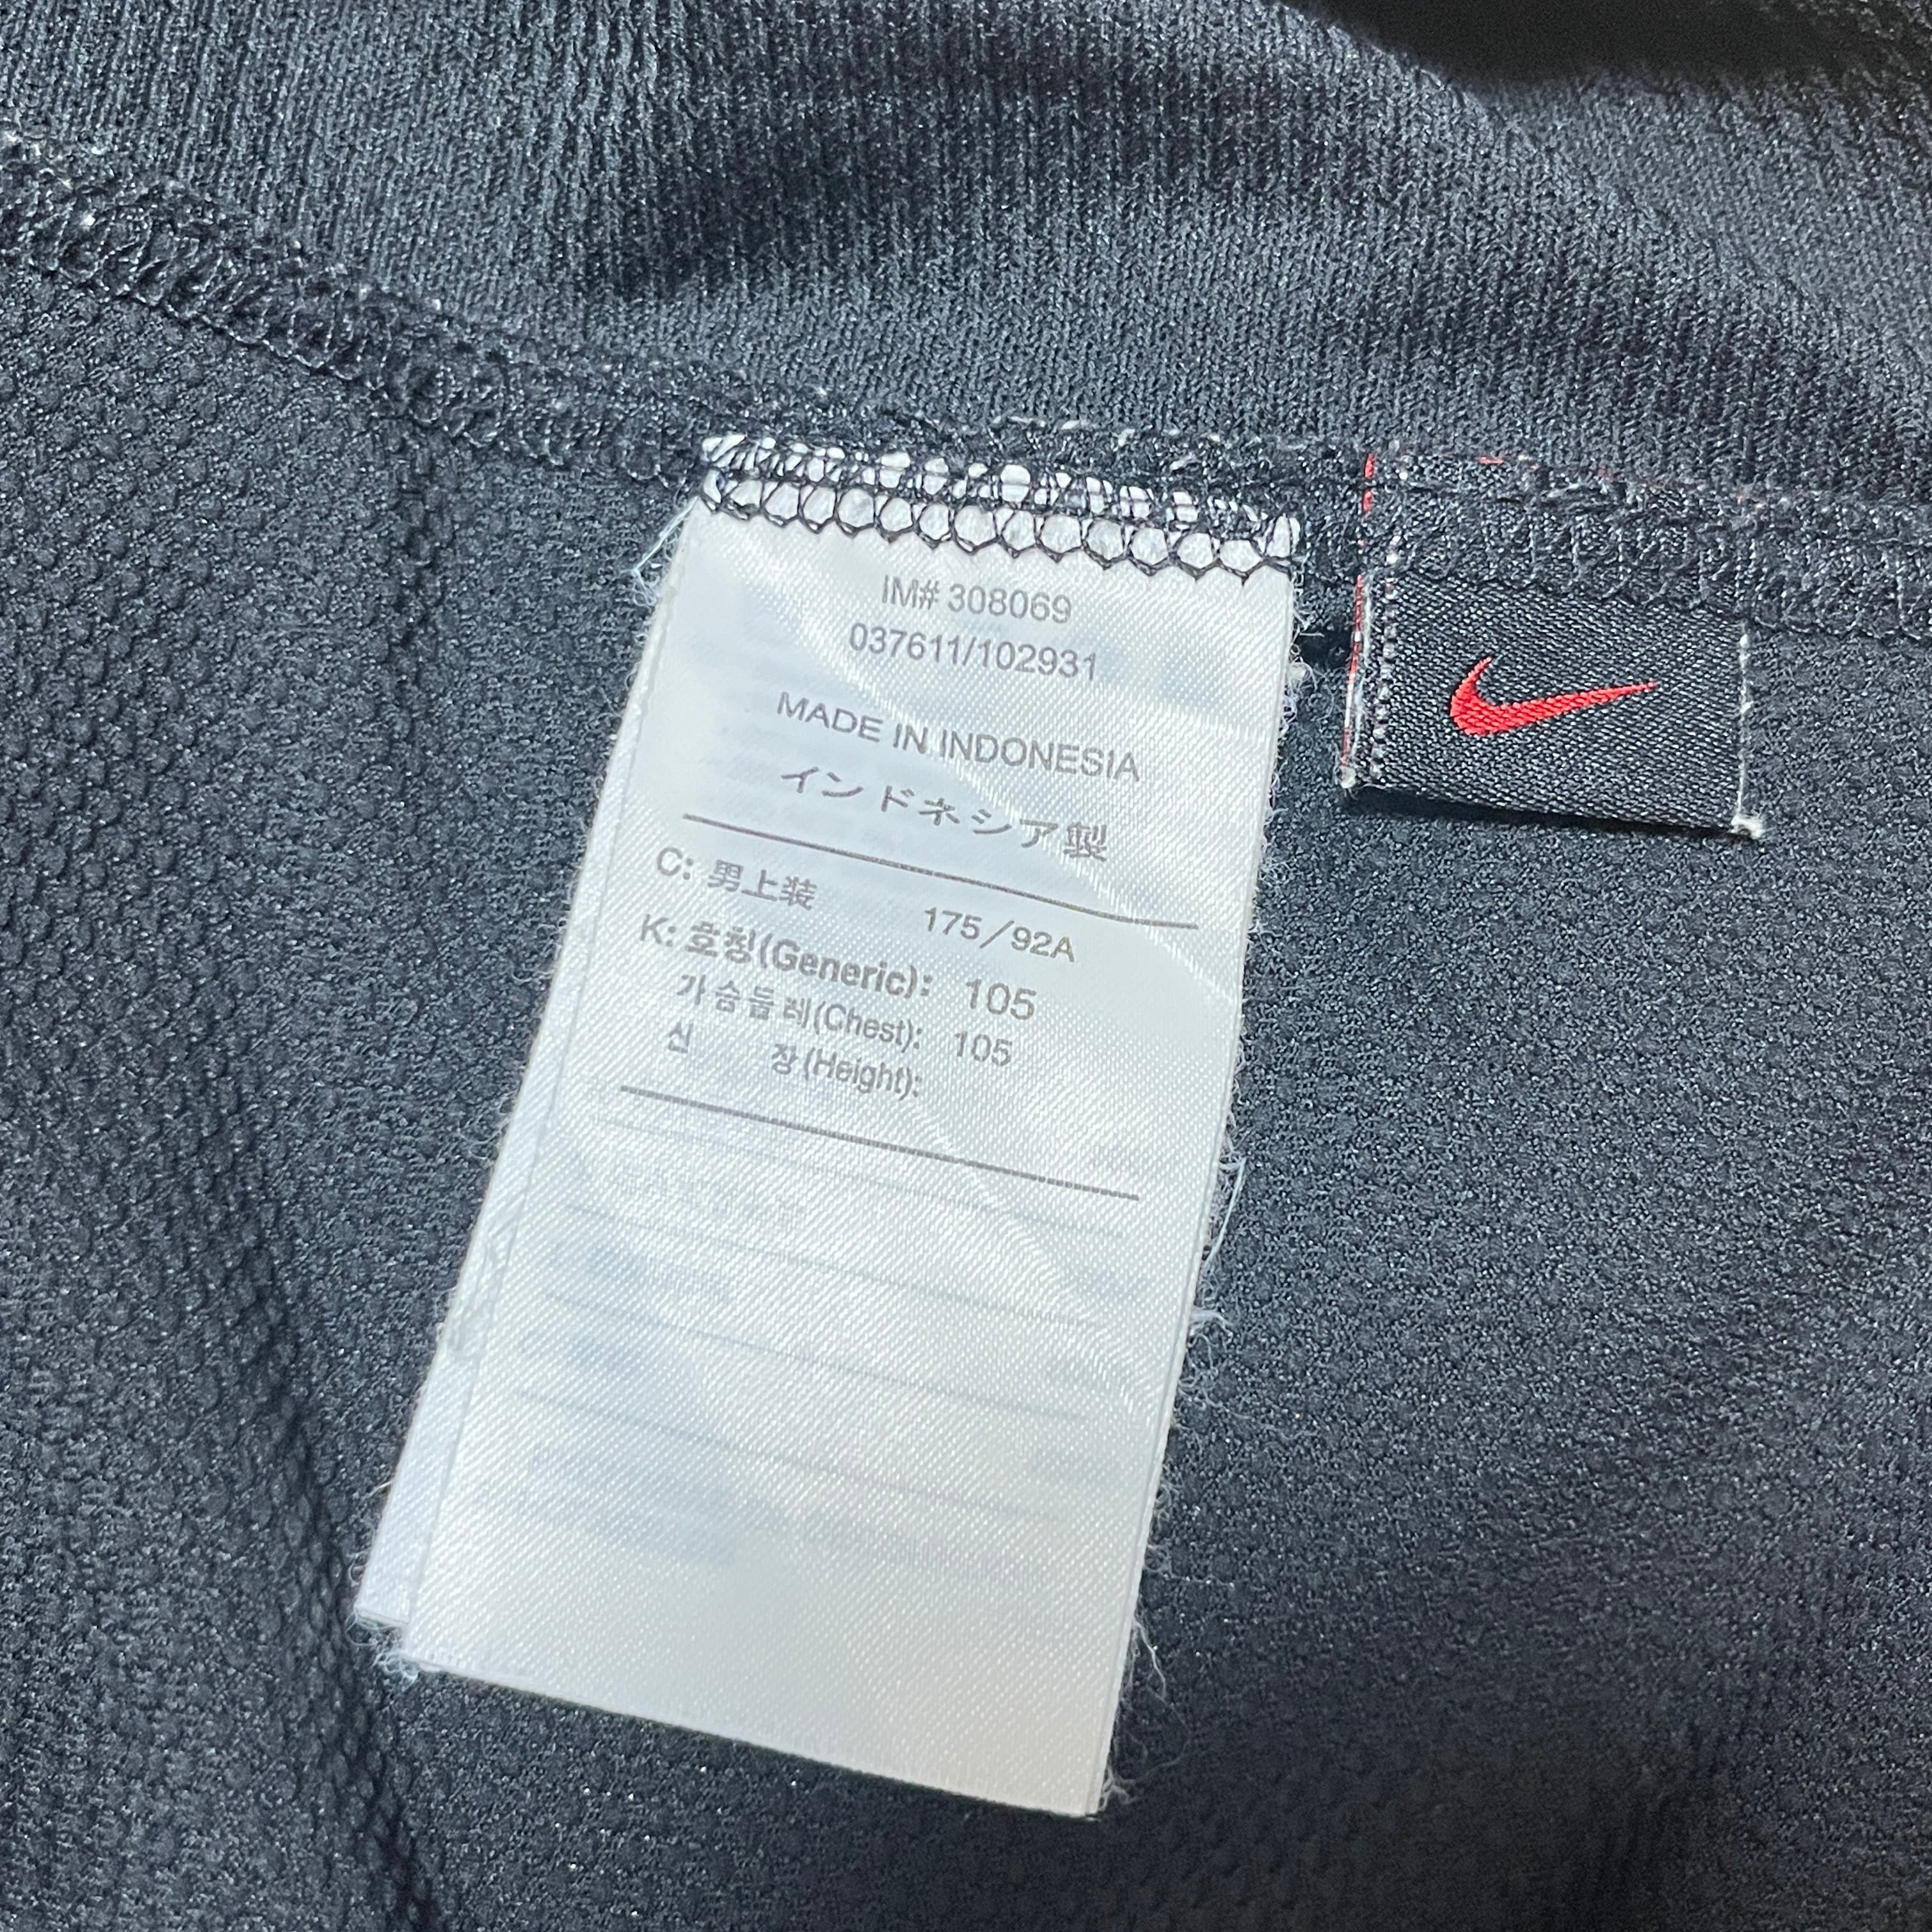 IM# 308069
037611/102931
MADE IN INDONESIA
インドネシア製
C: 男上装 175/92A
K: 호칭(Generic): 105
가슴둘레(Chest): 105
신 장(Height):